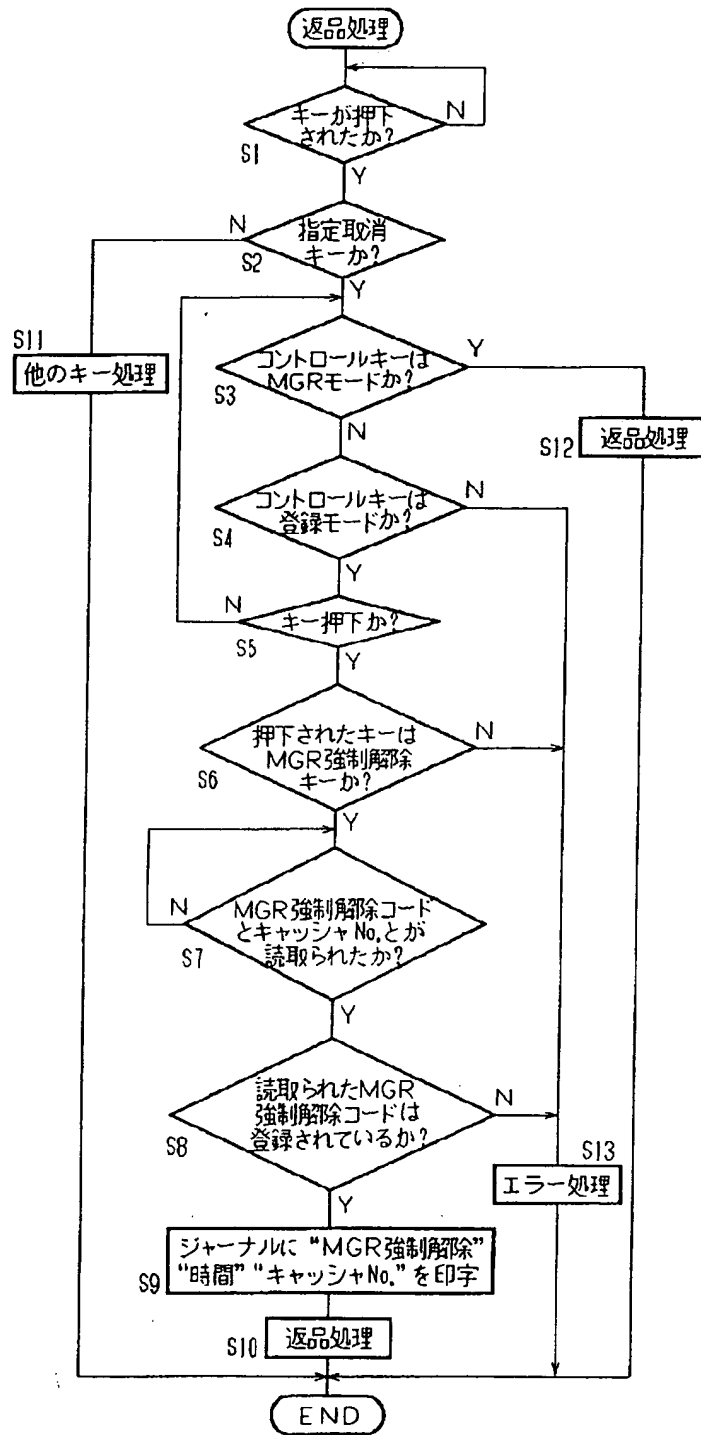 返品処理
キーが押下
されたか?
N
S1
Y
N
指定取消
キーか?
S2
Y
S11
他のキー処理
コントロールキーは
MGRモードか?
Y
S3
N
S12
返品処理
コントロールキーは
登録モードか?
N
S4
Y
N
キー押下か?
S5
Y
押下されたキーは
MGR強制解除
キーか?
N
S6
Y
N
MGR強制解除コード
とキャッシャNo.とが
読取られたか?
S7
Y
読取られたMGR
強制解除コードは
登録されているか?
N
S8
Y
S13
エラー処理
ジャーナルに“MGR強制解除”
“時間”“キャッシャNo.”を印字
S9
S10
返品処理
END